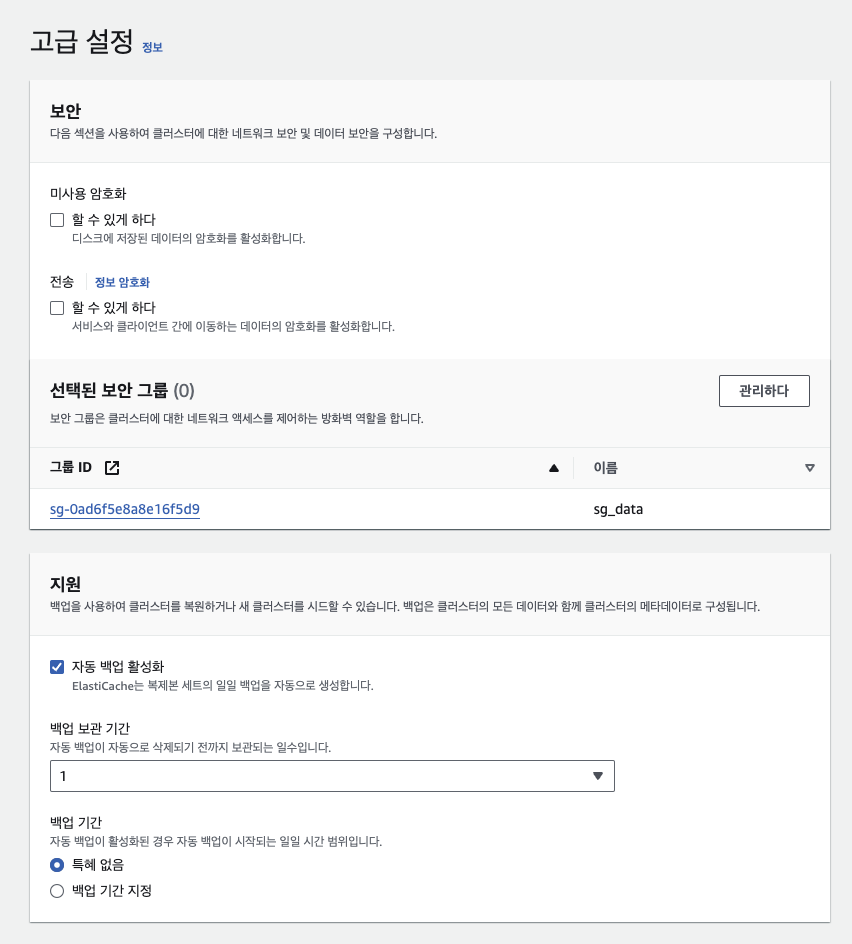 고급 설정 정보
보안
다음 섹션을 사용하여 클러스터에 대한 네트워크 보안 및 데이터 보안을 구성합니다.
미사용 암호화
할 수 있게 하다
디스크에 저장된 데이터의 암호화를 활성화합니다.
전송 정보 암호화
할 수 있게 하다
서비스와 클라이언트 간에 이동하는 데이터의 암호화를 활성화합니다.
선택된 보안 그룹 (0)
관리하다
보안 그룹은 클러스터에 대한 네트워크 액세스를 제어하는 방화벽 역할을 합니다.
그룹 ID 이름
sg-0ad6f5e8a8e16f5d9 sg_data
지원
백업을 사용하여 클러스터를 복원하거나 새 클러스터를 시드할 수 있습니다. 백업은 클러스터의 모든 데이터와 함께 클러스터의 메타데이터로 구성됩니다.
자동 백업 활성화
ElastiCache는 복제본 세트의 일일 백업을 자동으로 생성합니다.
백업 보관 기간
자동 백업이 자동으로 삭제되기 전까지 보관되는 일수입니다.
1
백업 기간
자동 백업이 활성화된 경우 자동 백업이 시작되는 일일 시간 범위입니다.
특혜 없음
백업 기간 지정